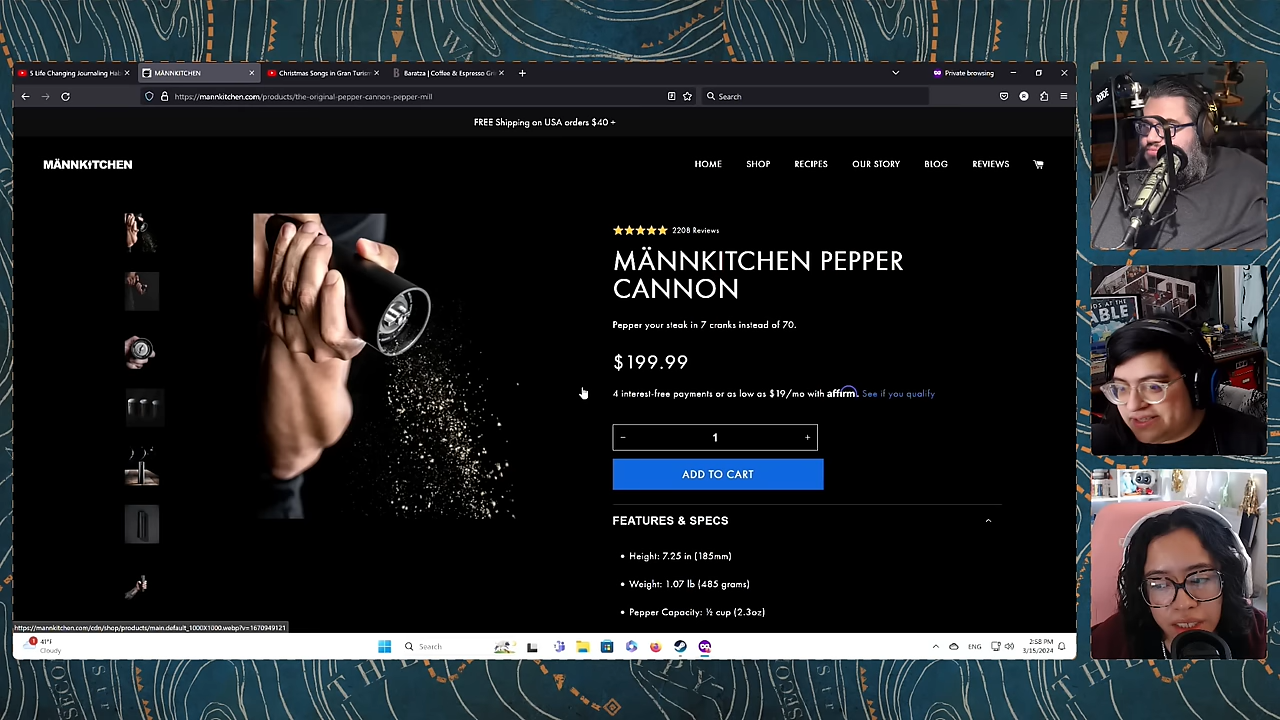 5 Life Changing Journaling Ha
MÄNNKITCHEN
Christmas Songs in Gran Turis
Baratza | Coffee & Espresso Gr
Private browsing
https://mannkitchen.com/products/the-original-pepper-cannon-pepper-mill
Search
FREE Shipping on USA orders $40 +
MÄNNKITCHEN
HOME
SHOP
RECIPES
OUR STORY
BLOG
REVIEWS
2208 Reviews
MÄNNKITCHEN PEPPER
CANNON
Pepper your steak in 7 cranks instead of 70.
$199.99
4 interest-free payments or as low as $19/mo with affirm. See if you qualify
− 1 +
ADD TO CART
FEATURES & SPECS
• Height: 7.25 in (185mm)
• Weight: 1.07 lb (485 grams)
• Pepper Capacity: ½ cup (2.3oz)
https://mannkitchen.com/cdn/shop/products/main.default_1000X1000.webp?v=1670949121
1
41°F
Cloudy
Search
ENG
2:58 PM
3/15/2024
RODE
ABLE